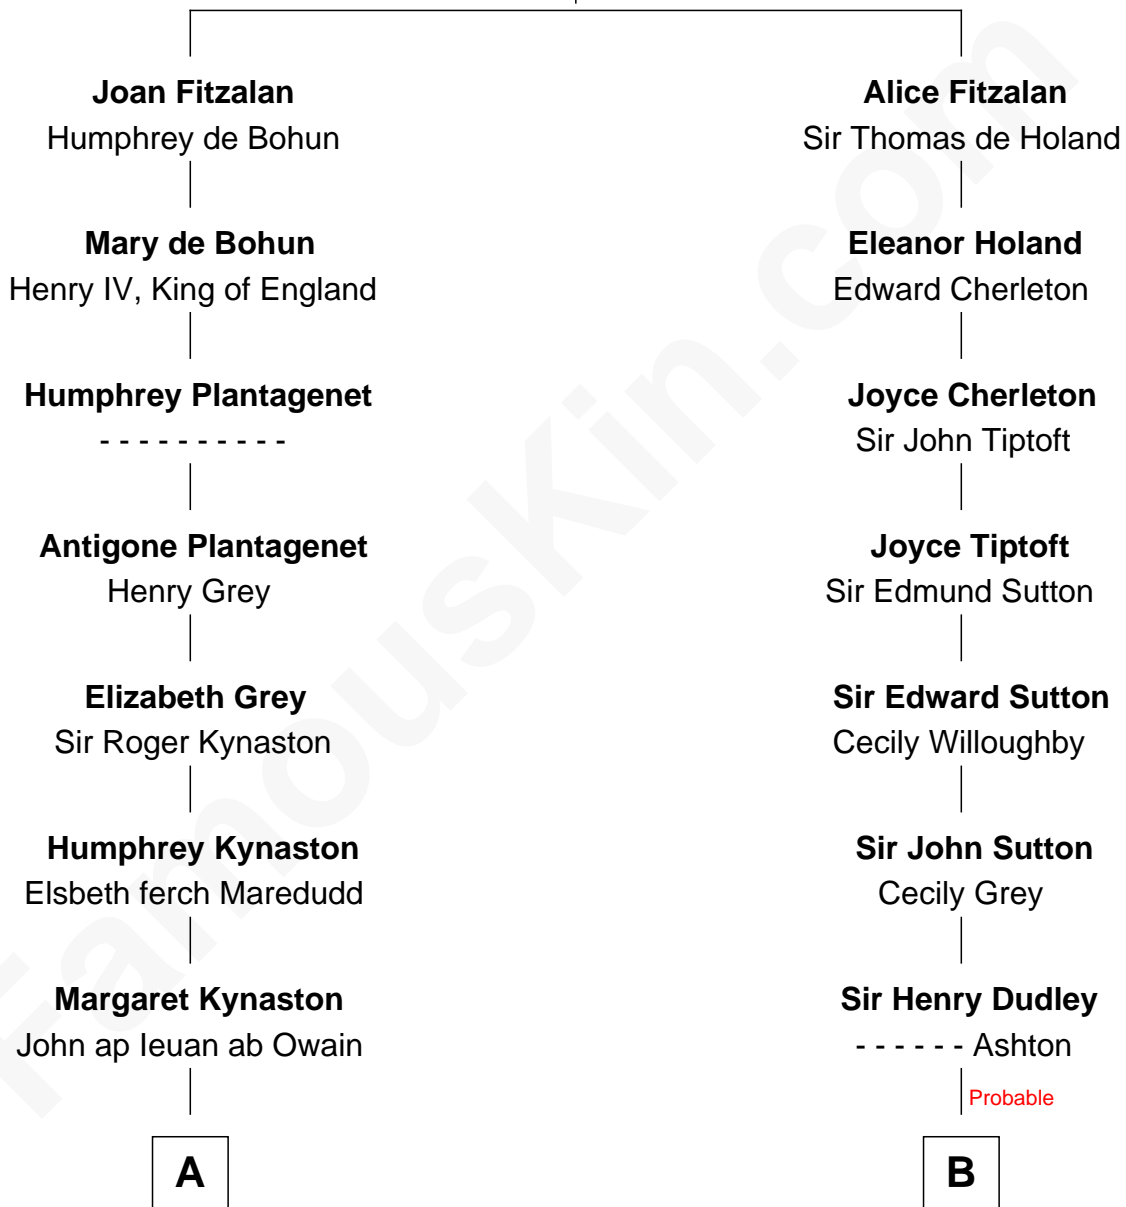 Joan Fitzalan
Humphrey de Bohun
Mary de Bohun
Henry IV, King of England
Humphrey Plantagenet
- - - - - - - - - -
Antigone Plantagenet
Henry Grey
Elizabeth Grey
Sir Roger Kynaston
Humphrey Kynaston
Elsbeth ferch Maredudd
Margaret Kynaston
John ap Ieuan ab Owain
A
Alice Fitzalan
Sir Thomas de Holand
Eleanor Holand
Edward Cherleton
Joyce Cherleton
Sir John Tiptoft
Joyce Tiptoft
Sir Edmund Sutton
Sir Edward Sutton
Cecily Willoughby
Sir John Sutton
Cecily Grey
Sir Henry Dudley
- - - - - - Ashton
Probable
B
FamousKin.com